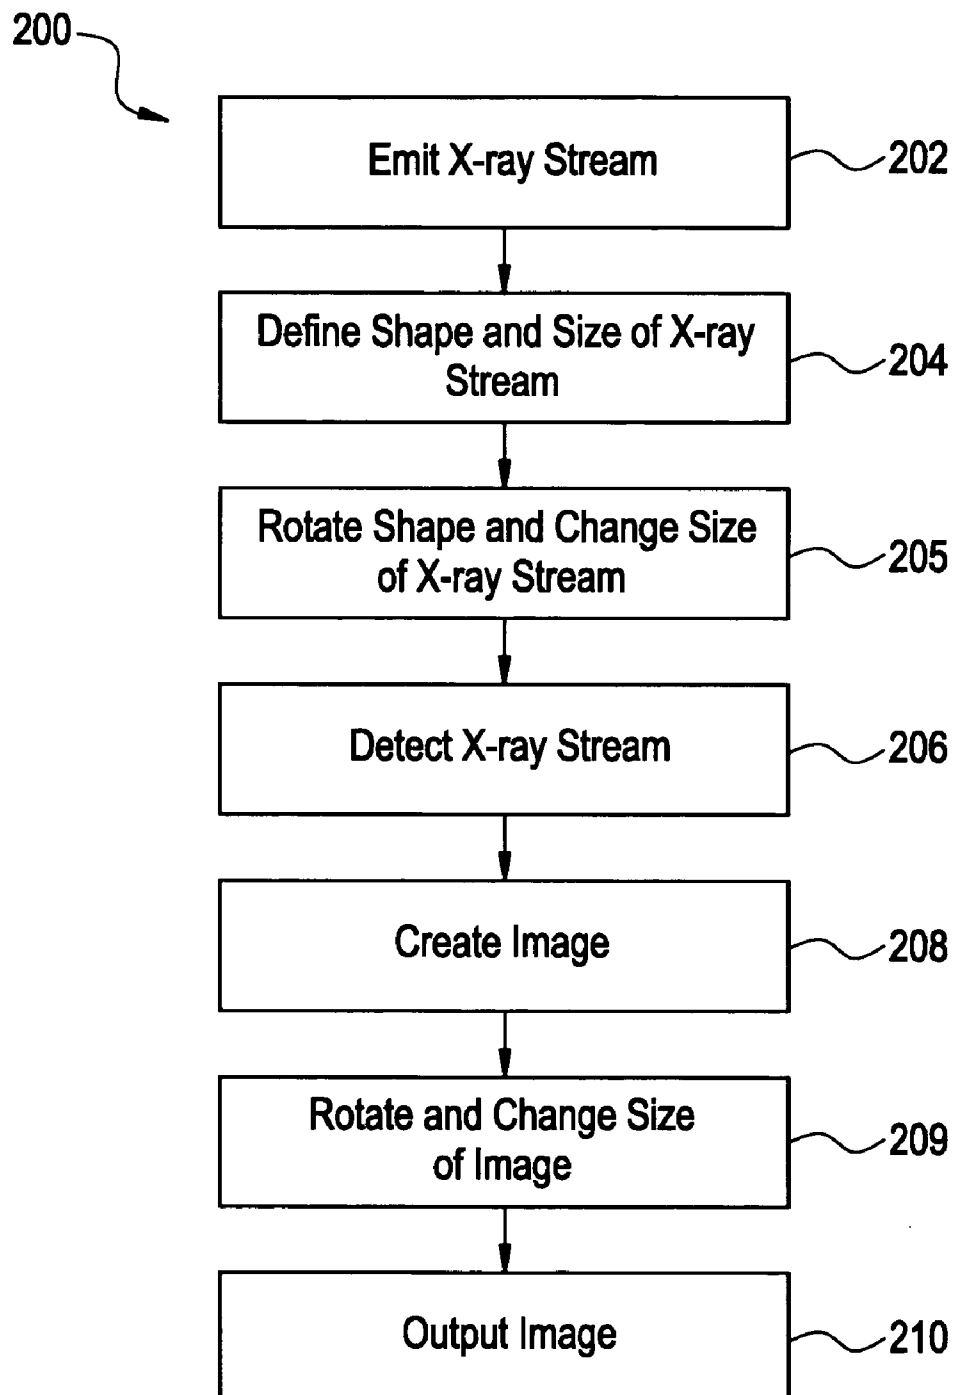 200
Emit X-ray Stream
202
Define Shape and Size of X-ray
Stream
204
Rotate Shape and Change Size
of X-ray Stream
205
Detect X-ray Stream
206
Create Image
208
Rotate and Change Size
of Image
209
Output Image
210